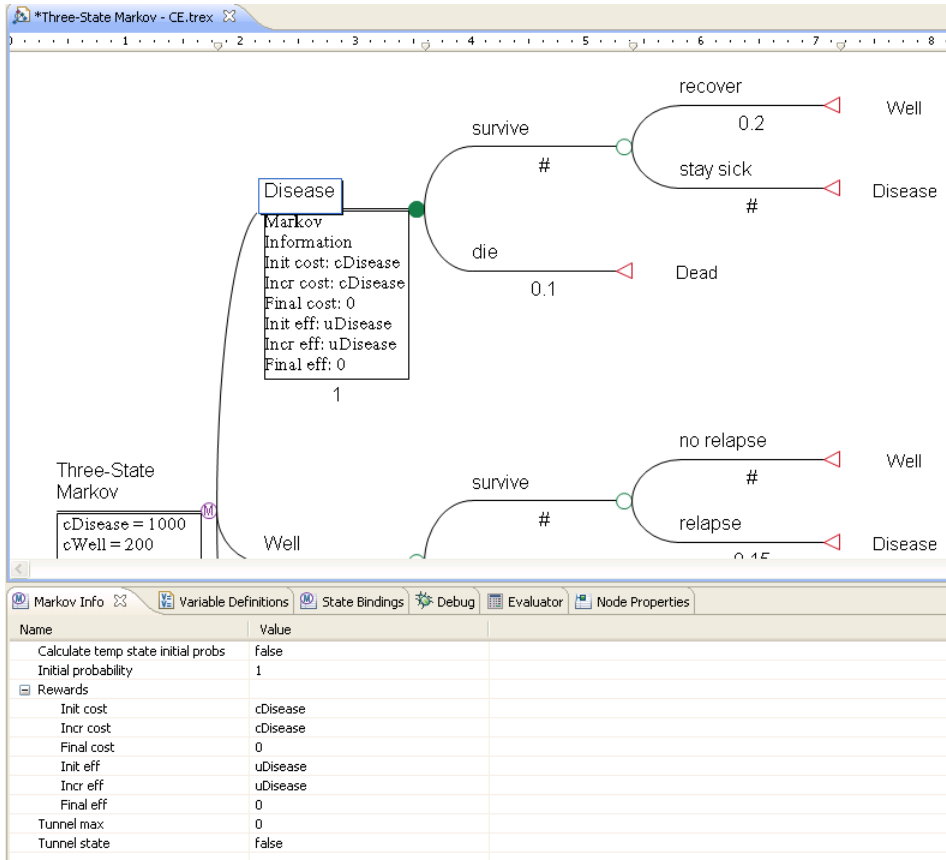 *Three-State Markov - CE.trex
1 2 3 4 5 6 7 8
recover
Well
0.2
survive
#
stay sick
Disease
#
Disease
Markov
Information
Init cost: cDisease
Incr cost: cDisease
Final cost: 0
Init eff: uDisease
Incr eff: uDisease
Final eff: 0
1
die
Dead
0.1
no relapse
Well
#
Three-State
Markov
M
survive
#
cDisease = 1000
cWell = 200
relapse
Disease
0.15
Well
Markov Info Variable Definitions State Bindings Debug Evaluator Node Properties
Name Value
Calculate temp state initial probs false
Initial probability 1
Rewards
Init cost cDisease
Incr cost cDisease
Final cost 0
Init eff uDisease
Incr eff uDisease
Final eff 0
Tunnel max 0
Tunnel state false